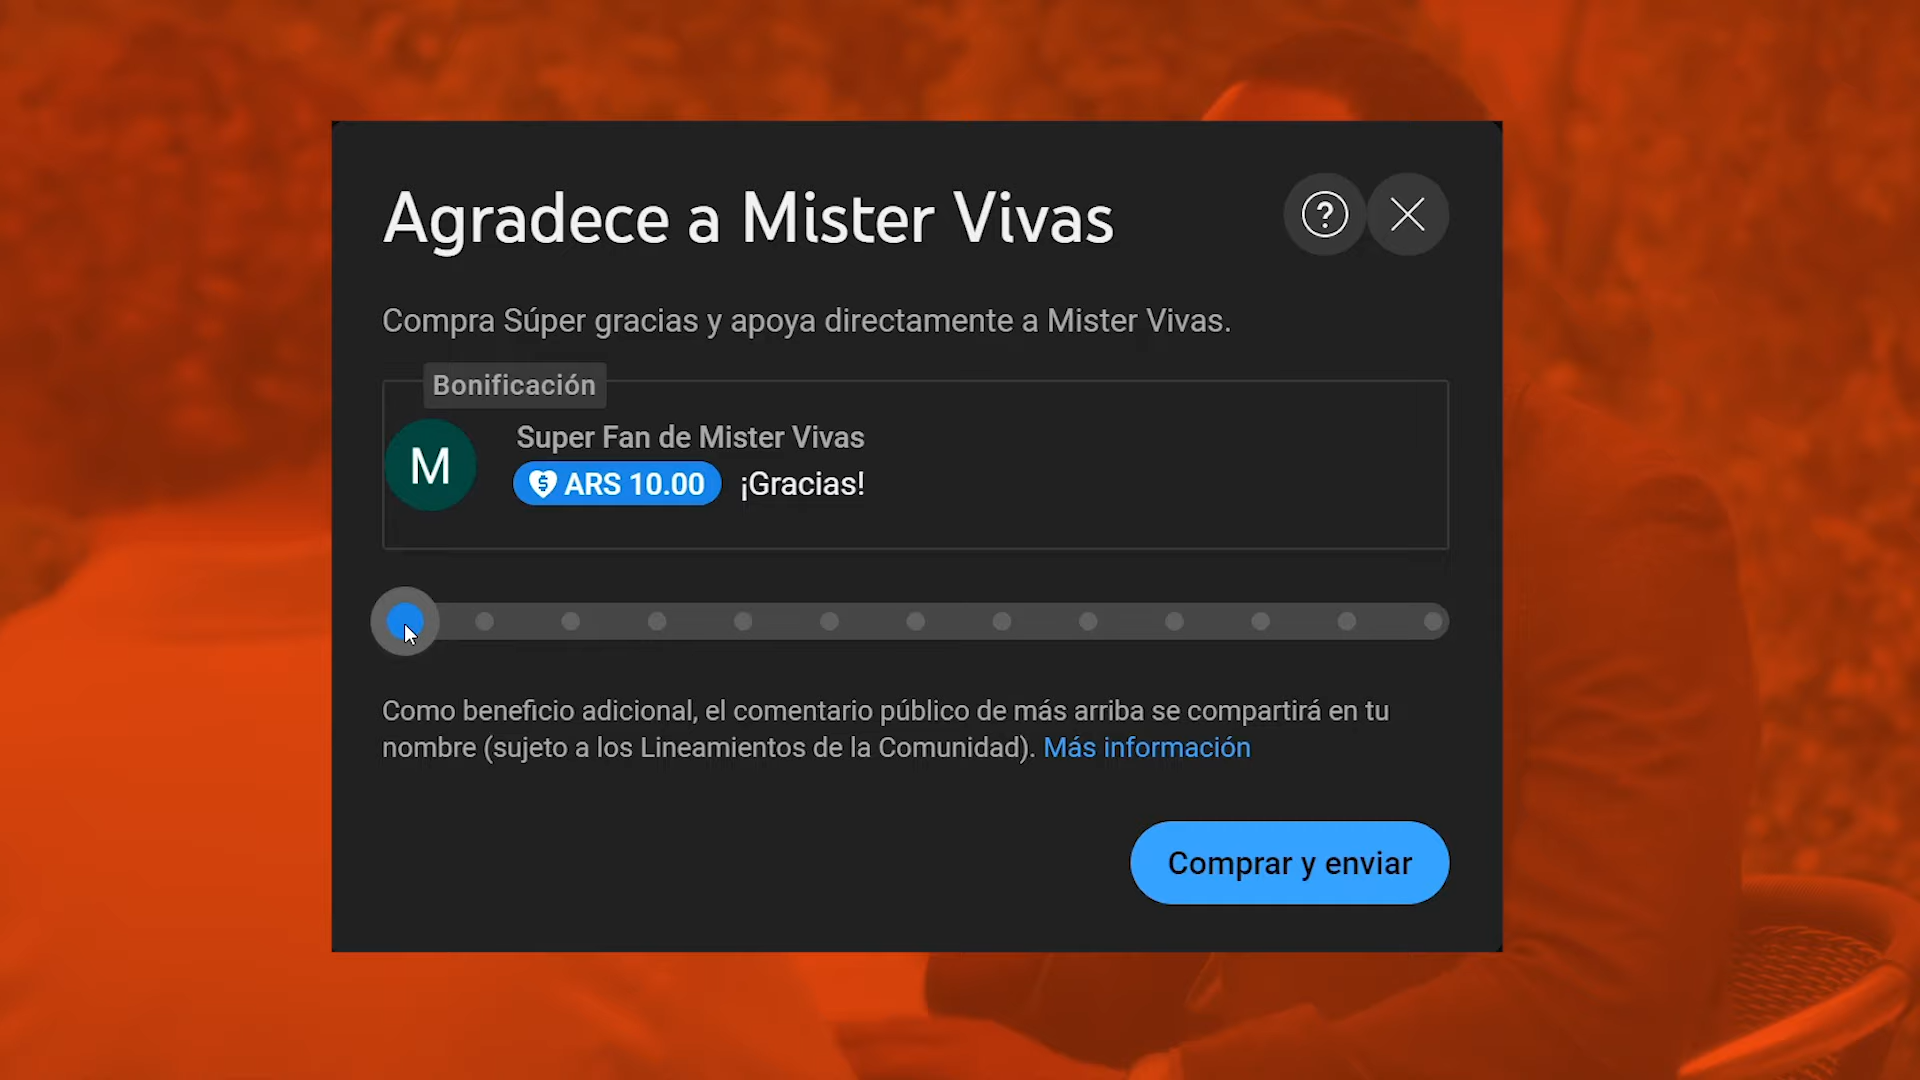 Agradece a Mister Vivas
?
Compra Súper gracias y apoya directamente a Mister Vivas.
Bonificación
M
Super Fan de Mister Vivas
ARS 10.00 ¡Gracias!
Como beneficio adicional, el comentario público de más arriba se compartirá en tu
nombre (sujeto a los Lineamientos de la Comunidad). Más información
Comprar y enviar